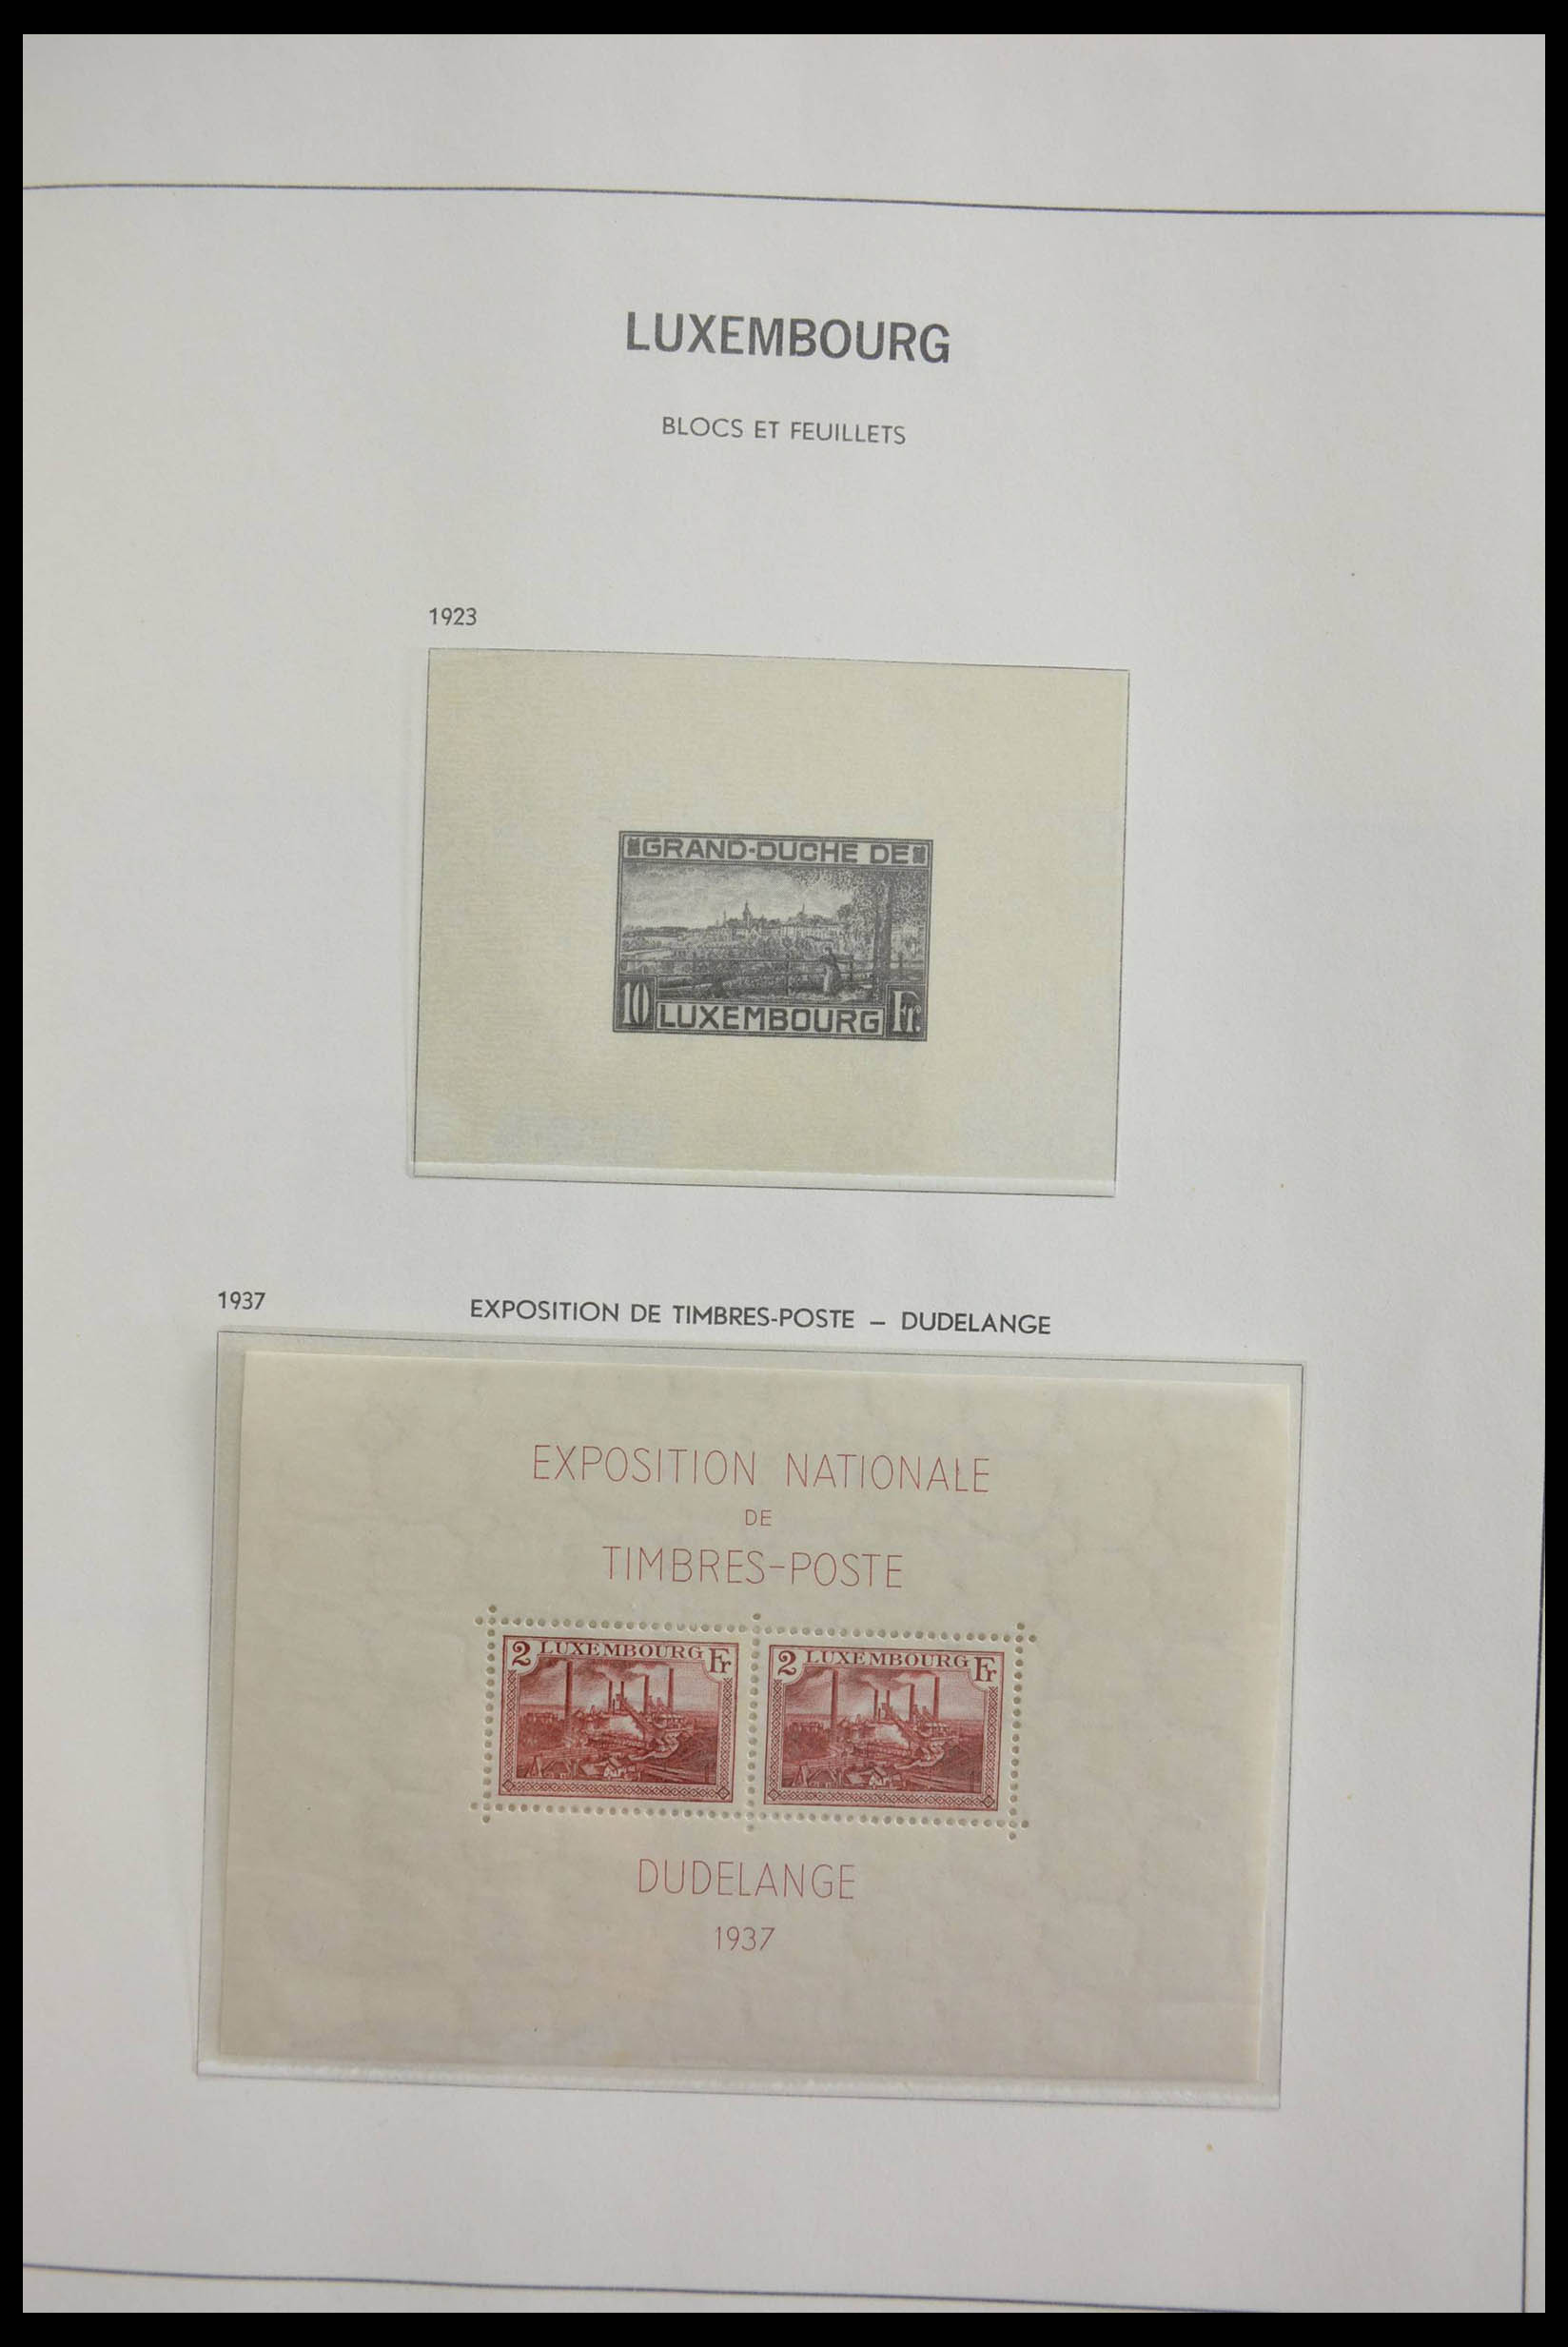 LUXEMBOURG
BLOCS ET FEUILLETS
1923
GRAND-DUCHE DE
10 LUXEMBOURG Fr.
1937 EXPOSITION DE TIMBRES-POSTE – DUDELANGE
EXPOSITION NATIONALE
DE
TIMBRES-POSTE
2 LUXEMBOURG Fr 2 LUXEMBOURG Fr
DUDELANGE
1937